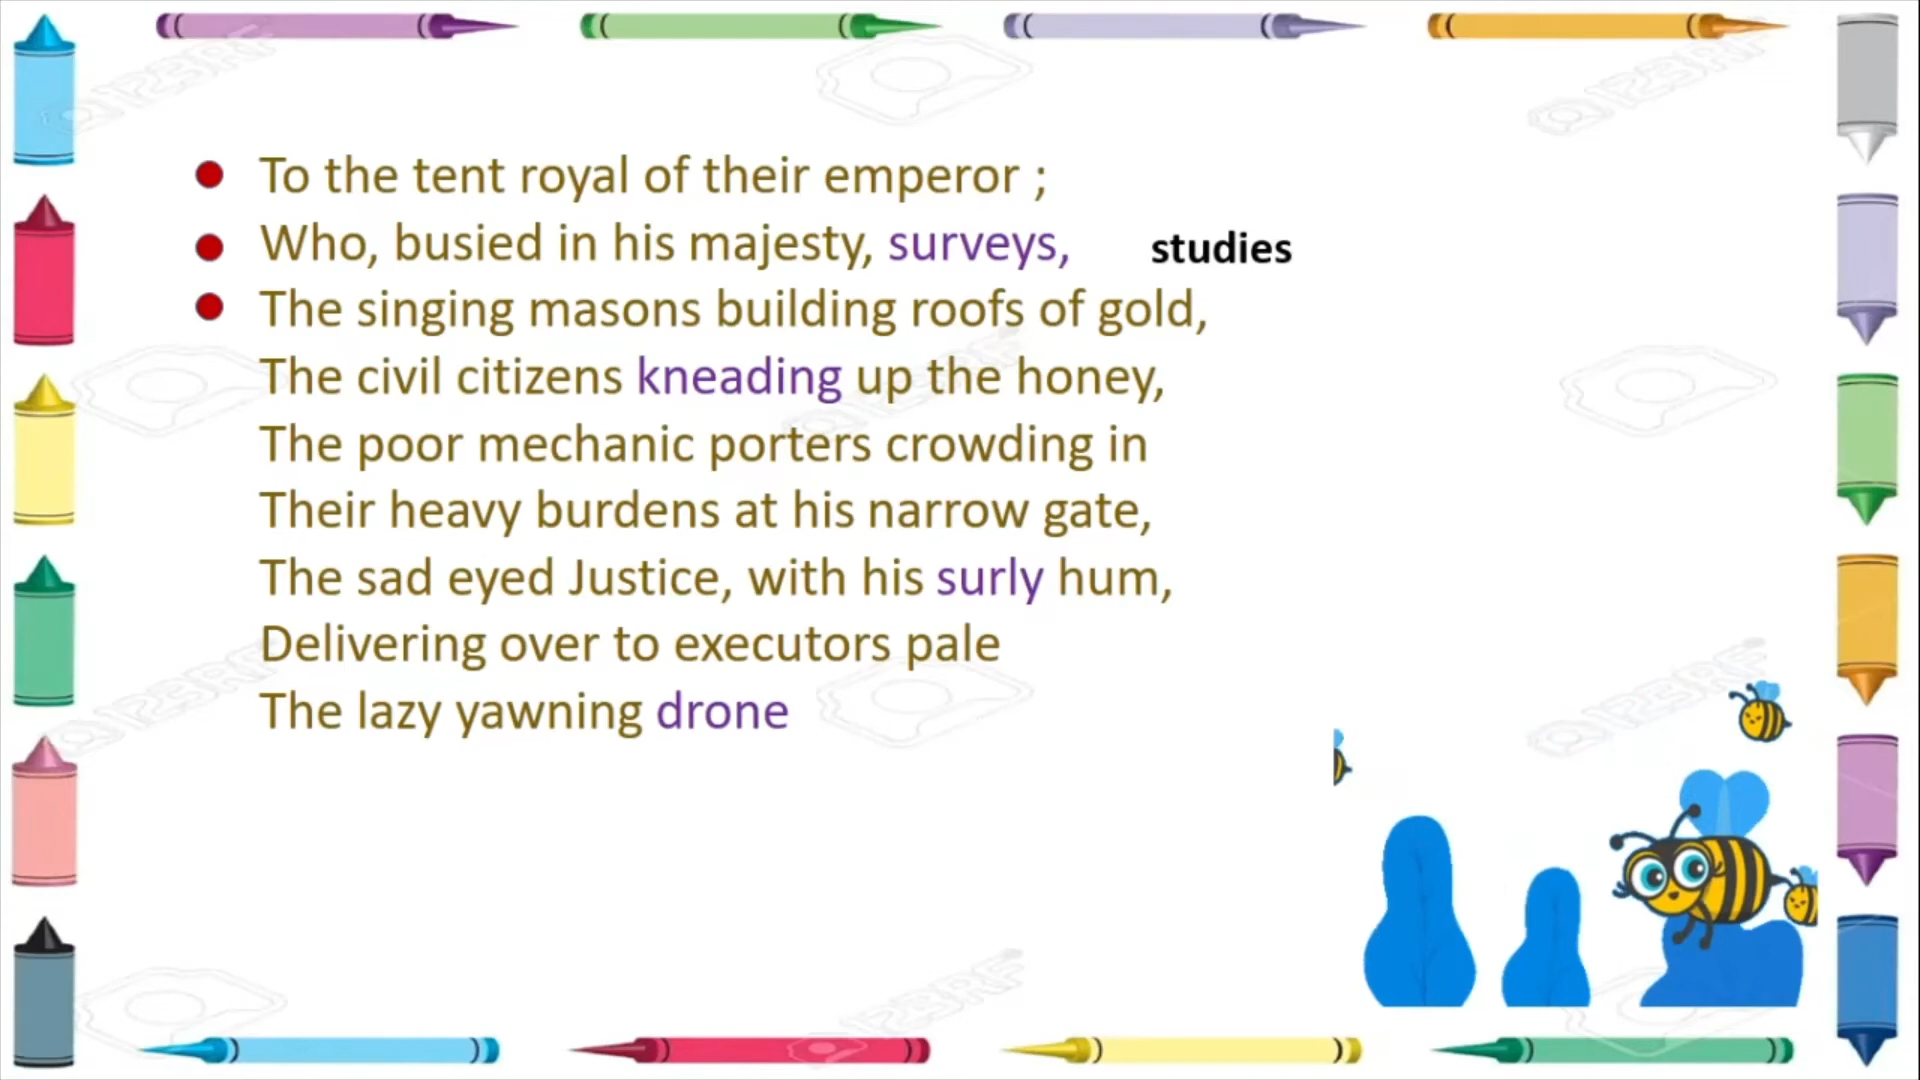 To the tent royal of their emperor ;
Who, busied in his majesty, surveys, studies
The singing masons building roofs of gold,
The civil citizens kneading up the honey,
The poor mechanic porters crowding in
Their heavy burdens at his narrow gate,
The sad eyed Justice, with his surly hum,
Delivering over to executors pale
The lazy yawning drone